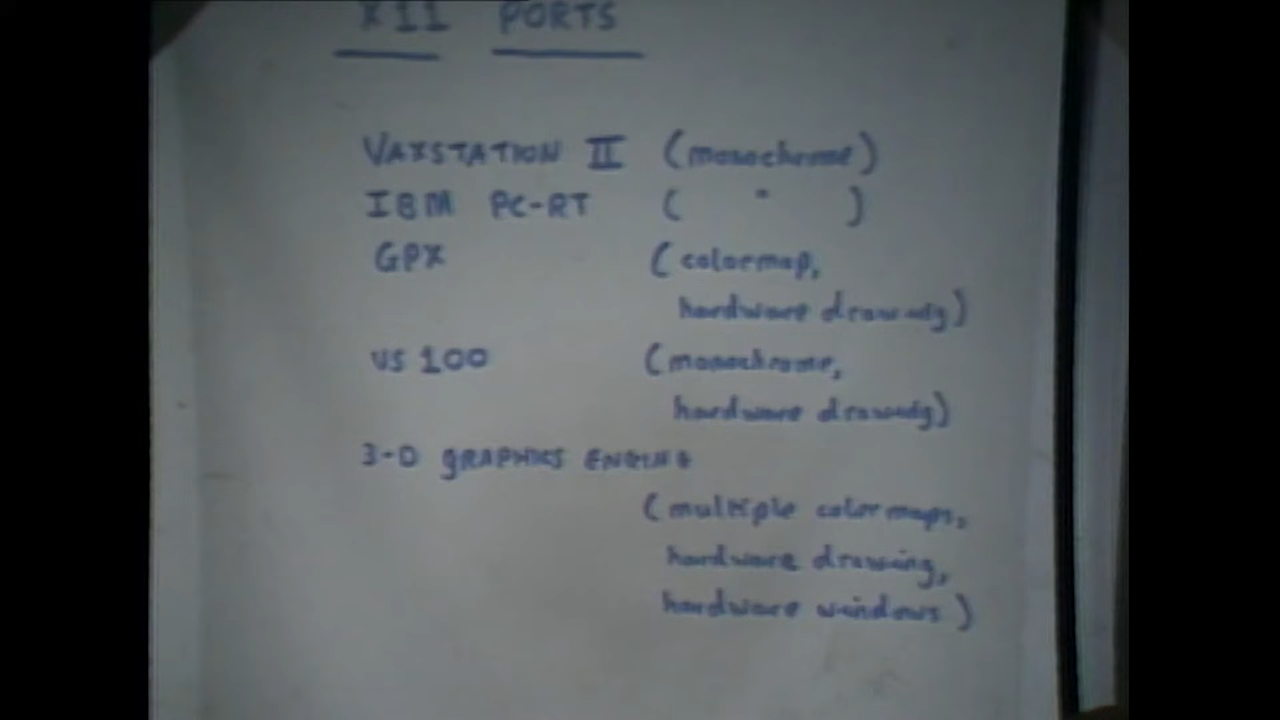 X11 PORTS
VAXSTATION II (monochrome)
IBM PC-RT ( " )
GPX (colormap,
hardware drawing)
VS 100 (monochrome,
hardware drawing)
3-D GRAPHICS ENGINE
(multiple colormaps,
hardware drawing,
hardware windows)